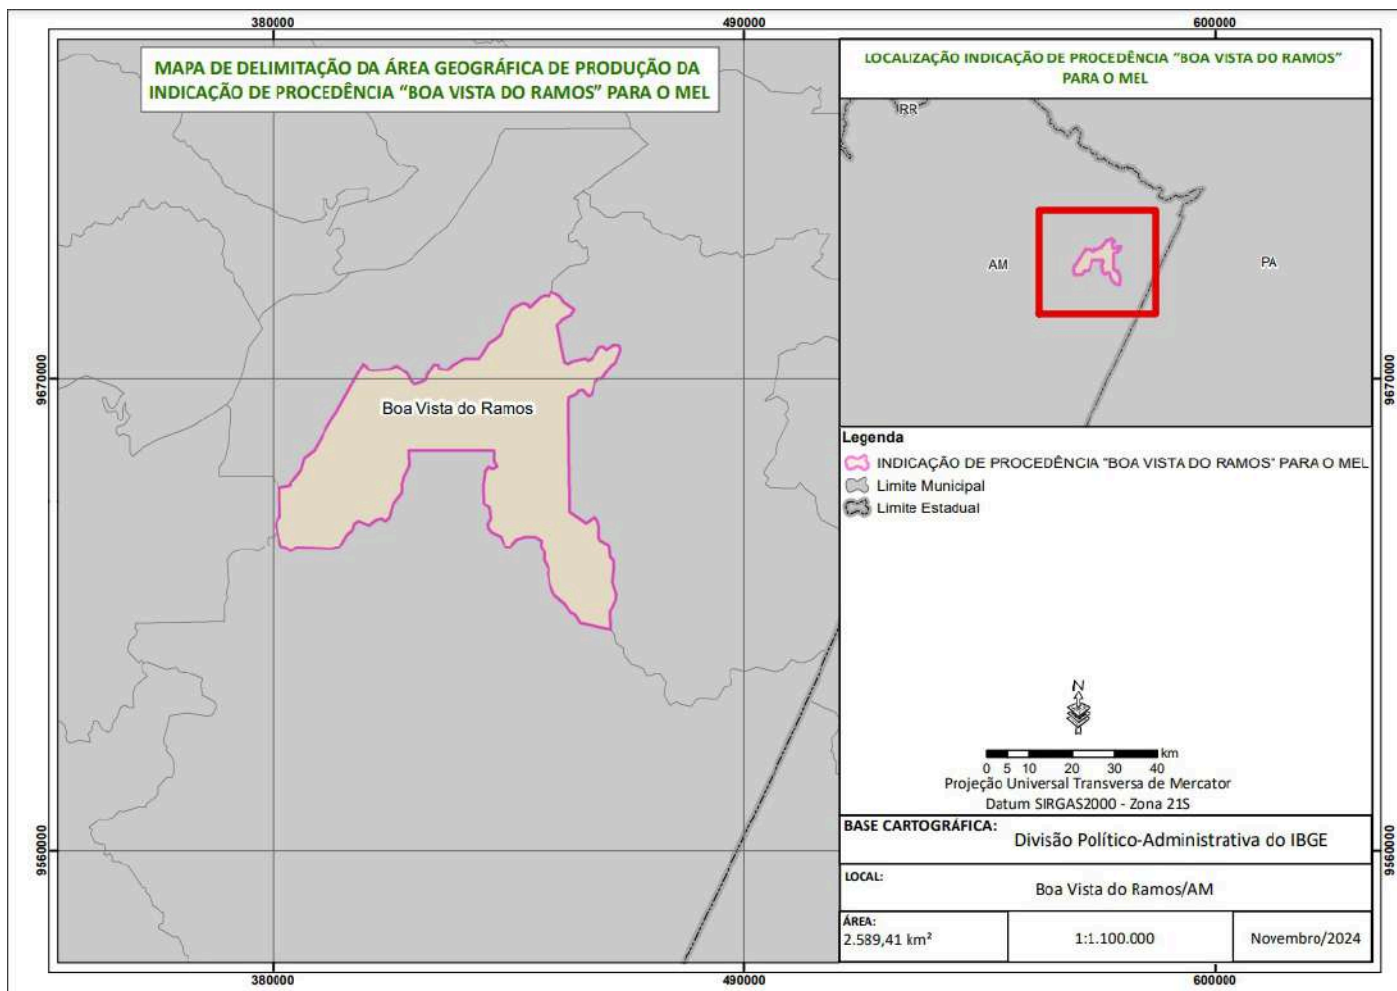 380000
490000
600000
MAPA DE DELIMITAÇÃO DA ÁREA GEOGRÁFICA DE PRODUÇÃO DA
INDICAÇÃO DE PROCEDÊNCIA "BOA VISTA DO RAMOS" PARA O MEL
LOCALIZAÇÃO INDICAÇÃO DE PROCEDÊNCIA "BOA VISTA DO RAMOS"
PARA O MEL
RR
AM
PA
9670000
9670000
Boa Vista do Ramos
Legenda
INDICAÇÃO DE PROCEDÊNCIA "BOA VISTA DO RAMOS" PARA O MEL
Limite Municipal
Limite Estadual
N
km
0 5 10 20 30 40
Projeção Universal Transversa de Mercator
Datum SIRGAS2000 - Zona 21S
9560000
9560000
BASE CARTOGRÁFICA:
Divisão Político-Administrativa do IBGE
LOCAL:
Boa Vista do Ramos/AM
ÁREA:
2.589,41 km²
1:1.100.000
Novembro/2024
380000
490000
600000